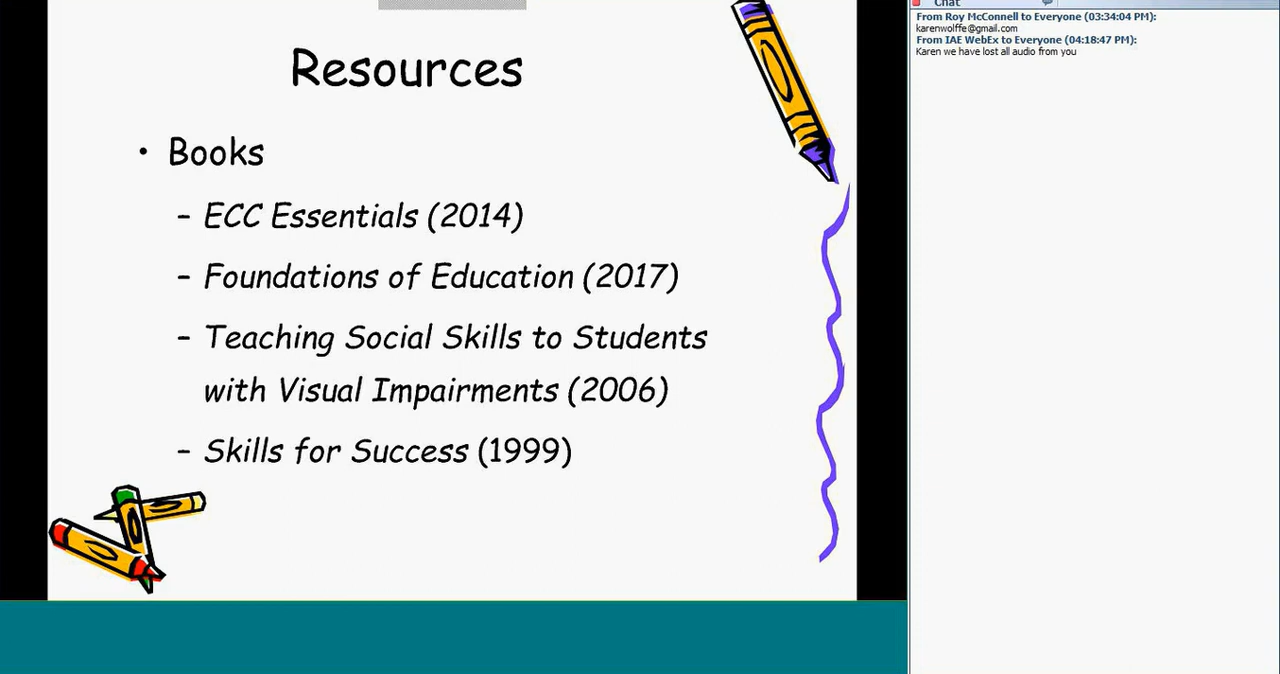 Resources
• Books
– ECC Essentials (2014)
– Foundations of Education (2017)
– Teaching Social Skills to Students
with Visual Impairments (2006)
– Skills for Success (1999)
Chat
From Roy McConnell to Everyone (03:34:04 PM):
karenwolffe@gmail.com
From IAE WebEx to Everyone (04:18:47 PM):
Karen we have lost all audio from you